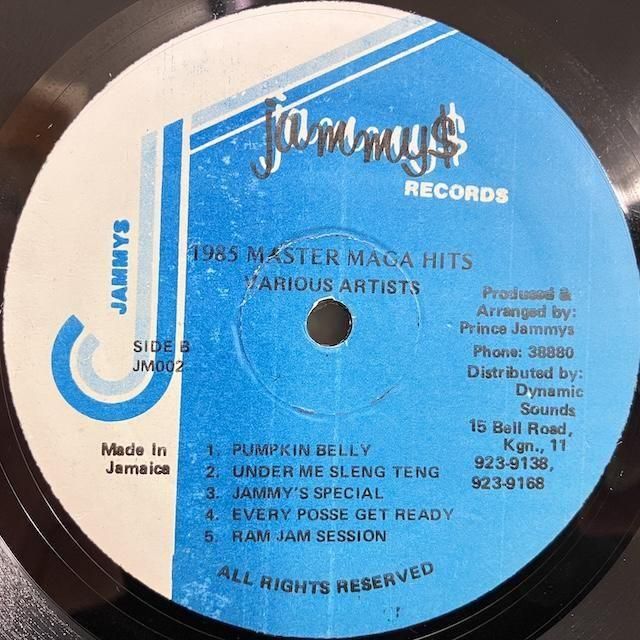 jammy$
RECORDS
JAMMYS
1985 MASTER MAGA HITS
VARIOUS ARTISTS
Produced &
Arranged by:
Prince Jammys
Phone: 38880
Distributed by:
Dynamic
Sounds
15 Bell Road,
Kgn., 11
923-9138,
923-9168
SIDE B
JM002
Made In
Jamaica
1. PUMPKIN BELLY
2. UNDER ME SLENG TENG
3. JAMMY'S SPECIAL
4. EVERY POSSE GET READY
5. RAM JAM SESSION
ALL RIGHTS RESERVED